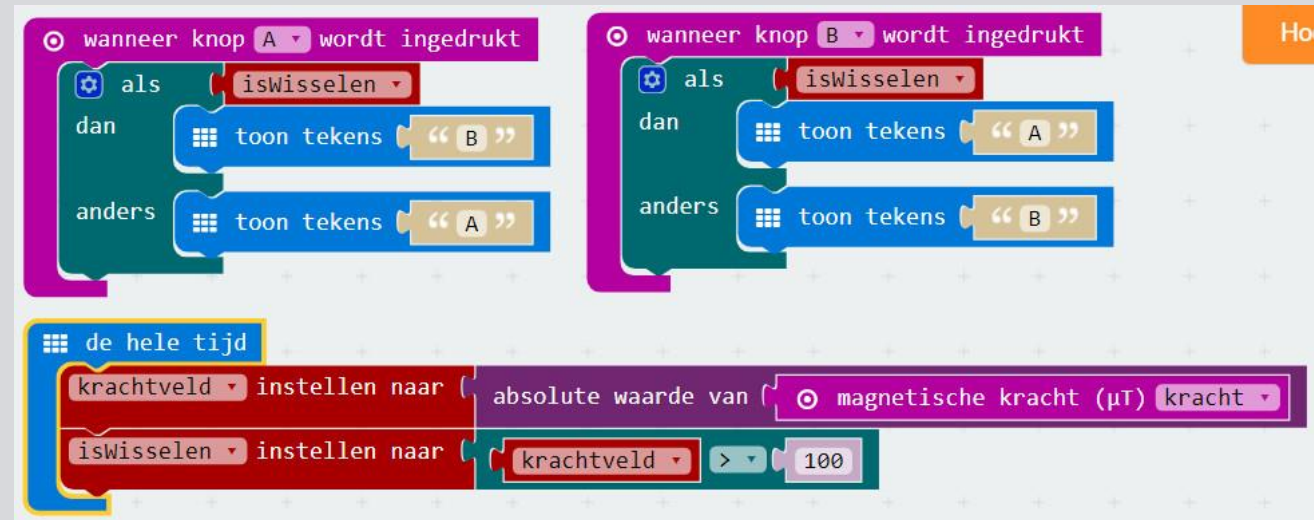 wanneer knop A wordt ingedrukt
als isWisselen
dan toon tekens “ B ”
anders toon tekens “ A ”
wanneer knop B wordt ingedrukt
als isWisselen
dan toon tekens “ A ”
anders toon tekens “ B ”
de hele tijd
krachtveld instellen naar absolute waarde van magnetische kracht (µT) kracht
isWisselen instellen naar krachtveld > 100